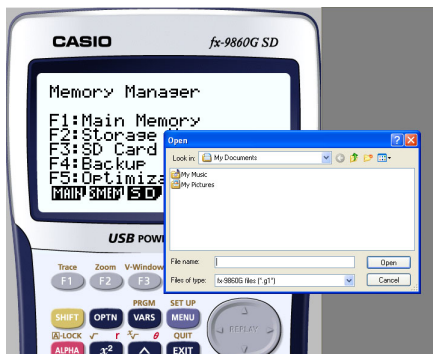 CASIO fx-9860G SD
Memory Manager
F1:Main Memory
F2:Storage
F3:SD Card
F4:Backup
F5:Optimiza
MAIN SMEM SD
Open
Look in: My Documents
My Music
My Pictures
File name: Open
Files of type: fx-9860G files (*.g1*) Cancel
USB POW
Trace Zoom V-Window
F1 F2 F3
PRGM SET UP
SHIFT OPTN VARS MENU
REPLAY
A-LOCK √ r ˣ√ θ QUIT
ALPHA x² ^ EXIT